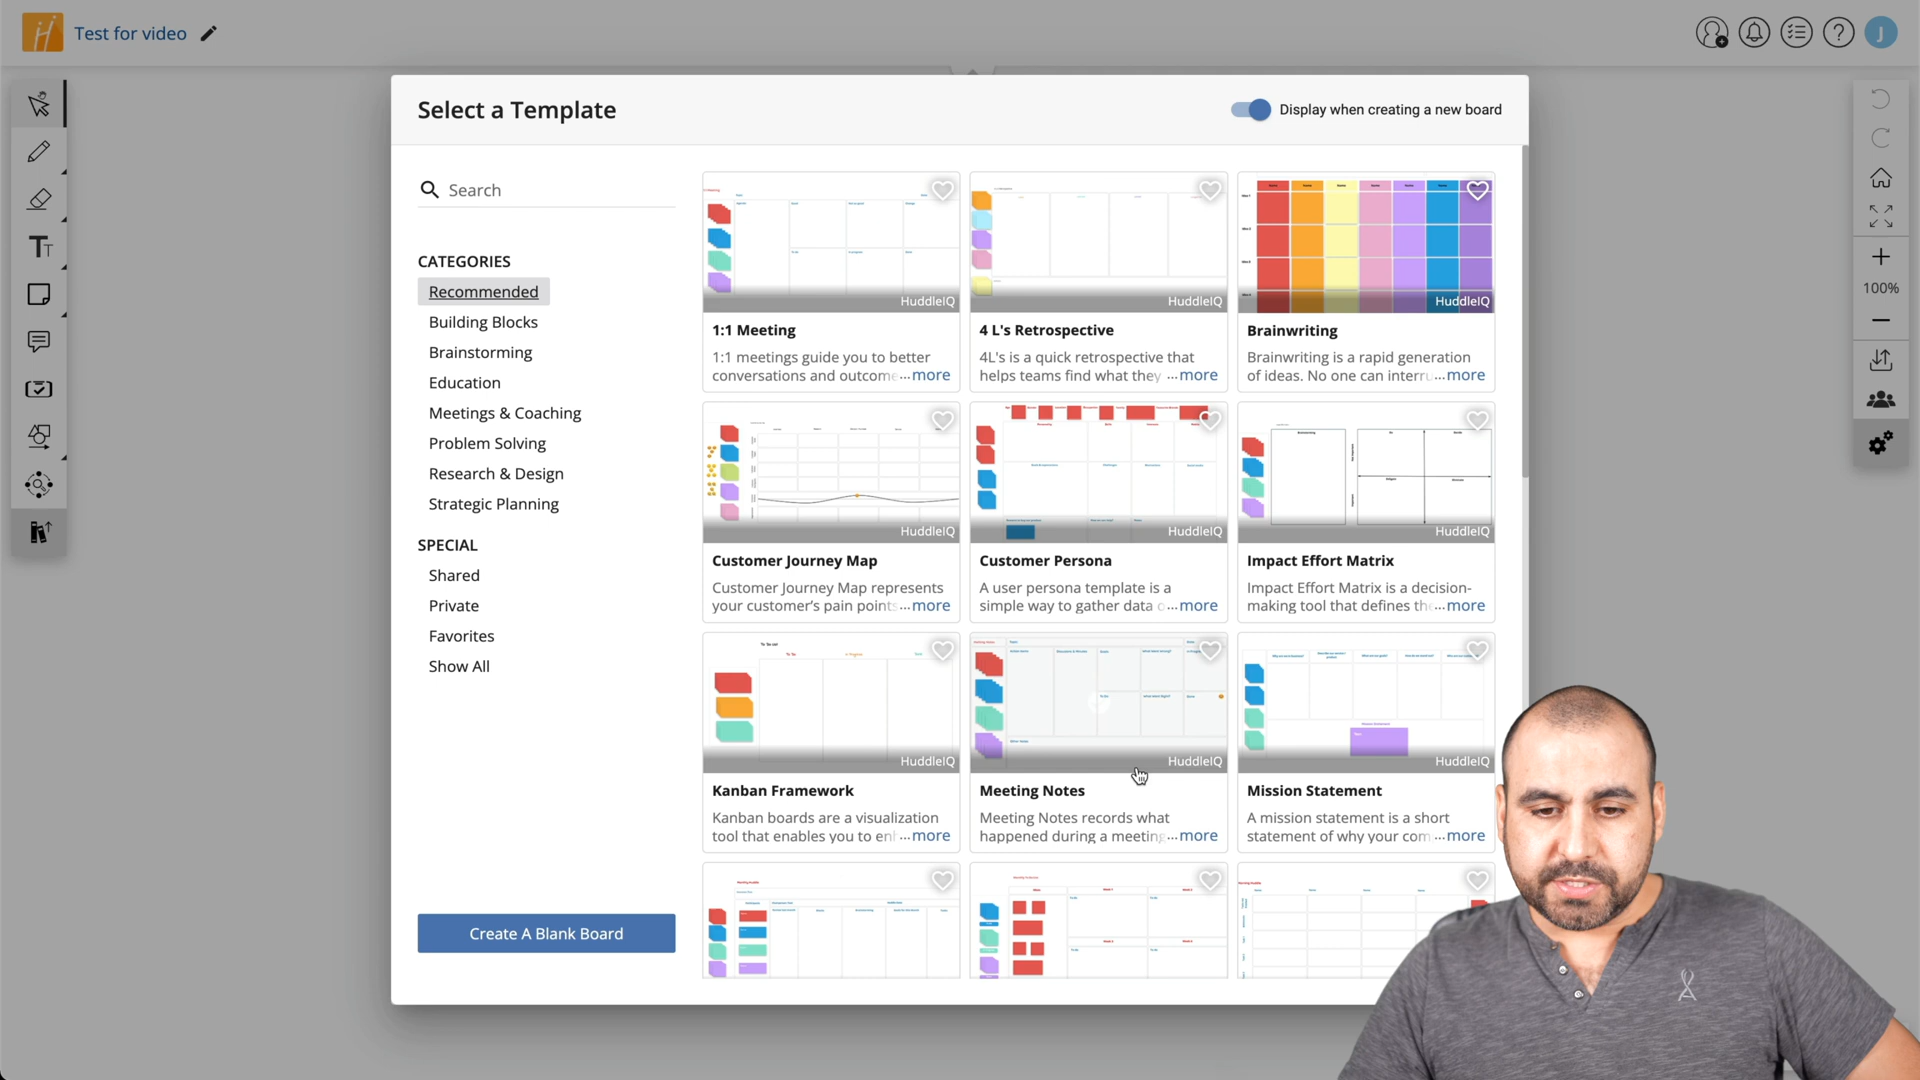 Test for video
J
Select a Template
Display when creating a new board
Search
CATEGORIES
Recommended
Building Blocks
Brainstorming
Education
Meetings & Coaching
Problem Solving
Research & Design
Strategic Planning
SPECIAL
Shared
Private
Favorites
Show All
Create A Blank Board
HuddleIQ
1:1 Meeting
1:1 meetings guide you to better
conversations and outcome...more
HuddleIQ
4 L's Retrospective
4L's is a quick retrospective that
helps teams find what they ...more
HuddleIQ
Brainwriting
Brainwriting is a rapid generation
of ideas. No one can interru...more
HuddleIQ
Customer Journey Map
Customer Journey Map represents
your customer's pain points...more
HuddleIQ
Customer Persona
A user persona template is a
simple way to gather data o...more
HuddleIQ
Impact Effort Matrix
Impact Effort Matrix is a decision-
making tool that defines the...more
To Do
HuddleIQ
Kanban Framework
Kanban boards are a visualization
tool that enables you to enh...more
HuddleIQ
Meeting Notes
Meeting Notes records what
happened during a meeting...more
HuddleIQ
Mission Statement
A mission statement is a short
statement of why your com...more
100%